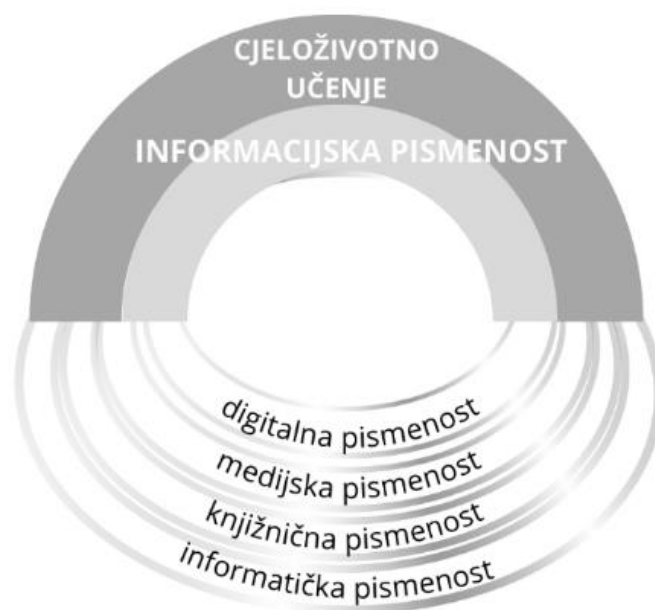 CJELOŽIVOTNO
UČENJE
INFORMACIJSKA PISMENOST
digitalna pismenost
medijska pismenost
knjižnična pismenost
informatička pismenost